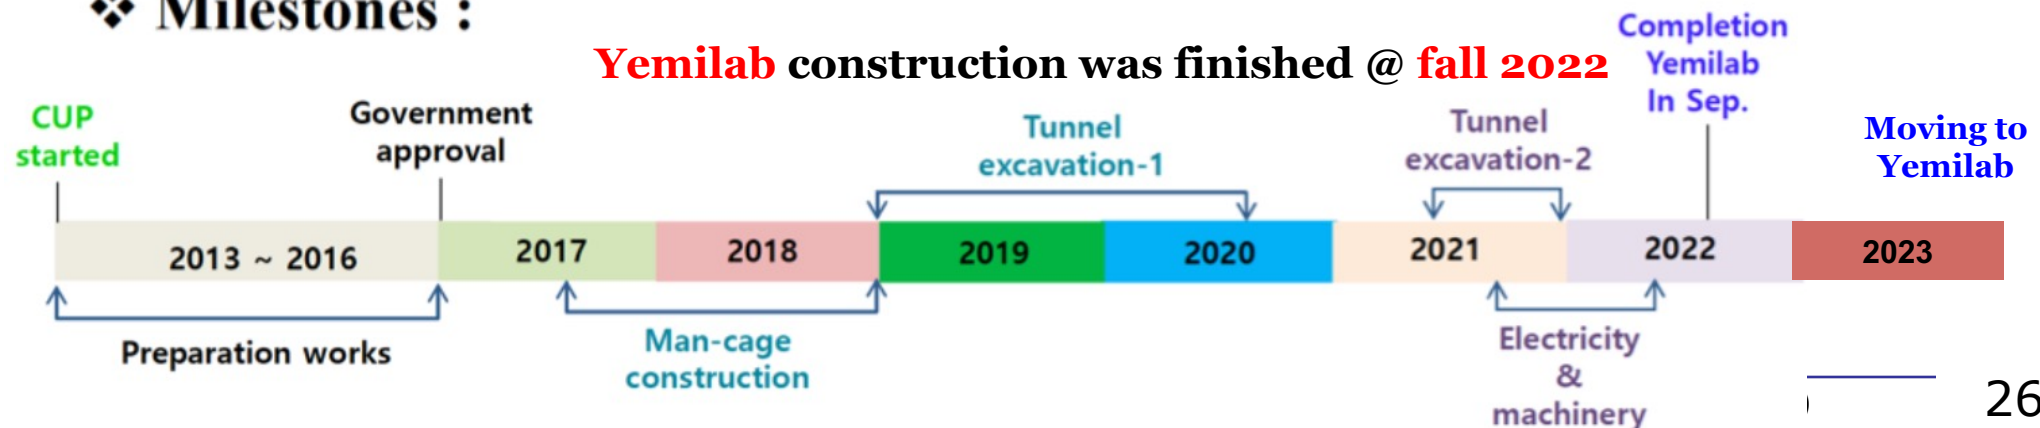 ❖ Milestones :
Yemilab construction was finished @ fall 2022
Completion
Yemilab
In Sep.
CUP
started
Government
approval
Tunnel
excavation-1
Tunnel
excavation-2
Moving to
Yemilab
2013 ~ 2016
2017
2018
2019
2020
2021
2022
2023
Preparation works
Man-cage
construction
Electricity
&
machinery
26